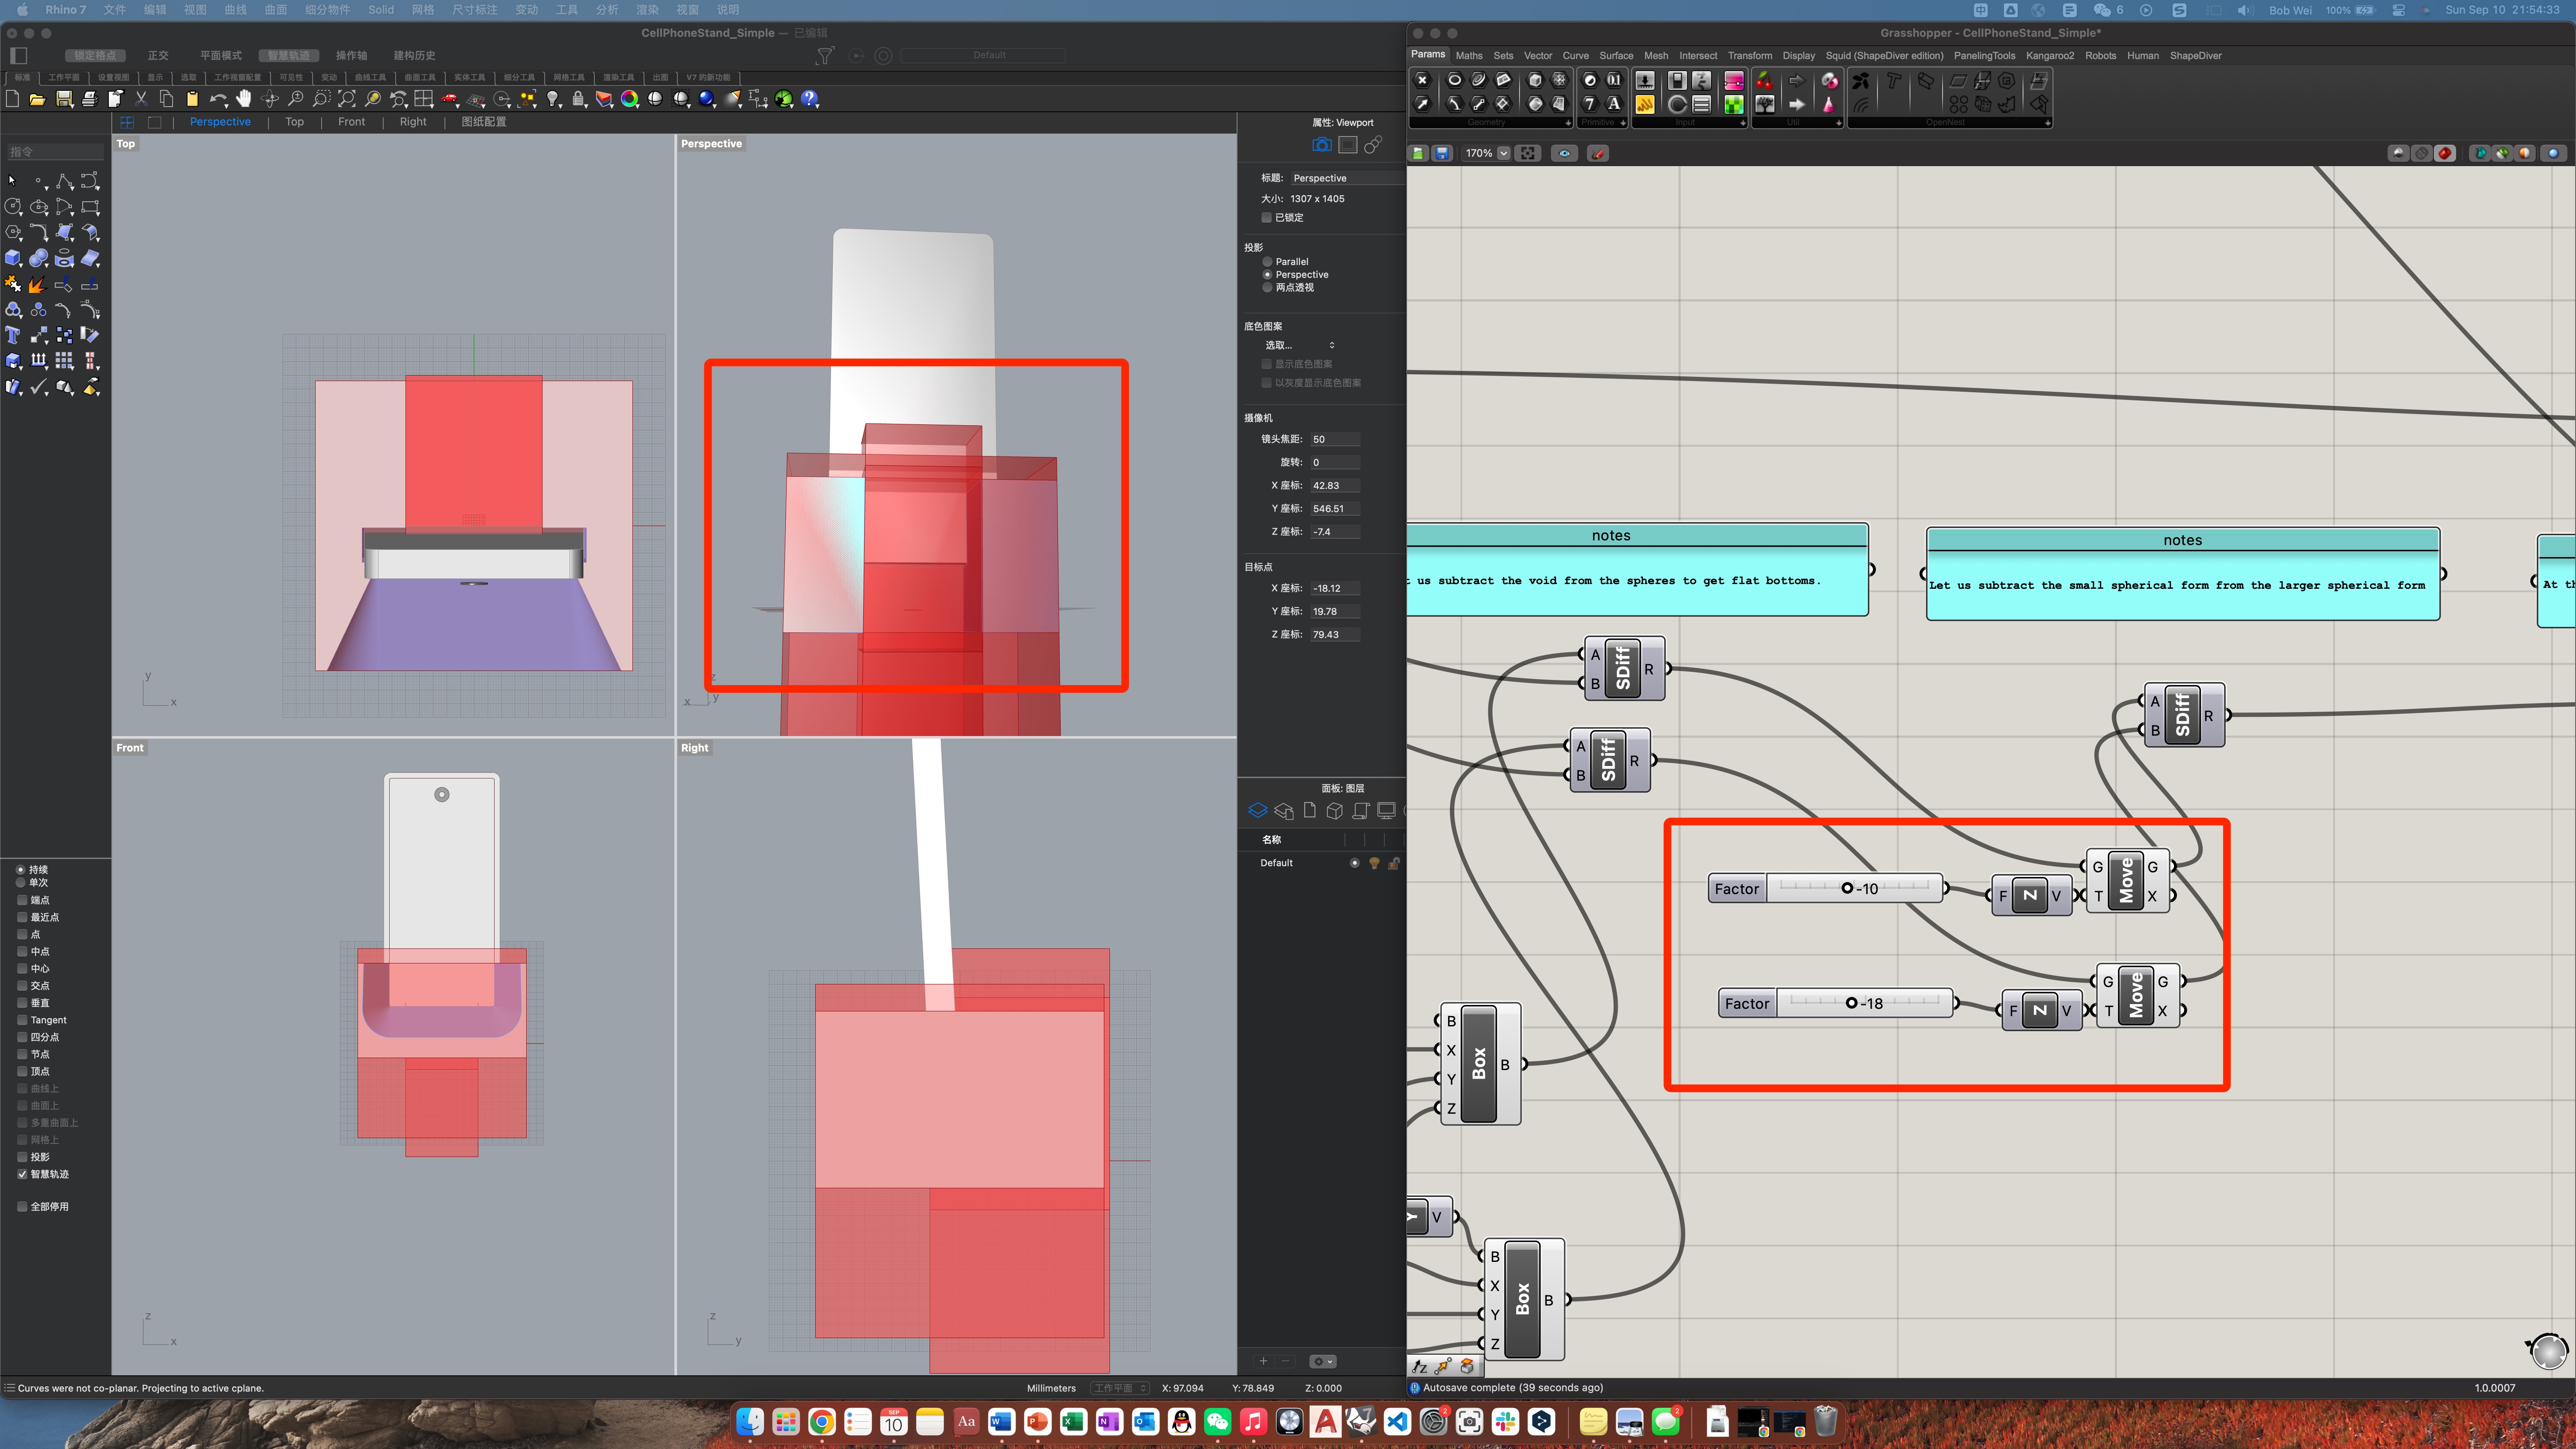 Rhino 7 文件 编辑 视图 曲线 曲面 Solid 细分物件 网格 尺寸标注 变动 工具 分析 渲染 视窗 说明
6 Bob Wei 100% Sun Sep 10 21:54:33
CellPhoneStand_Simple — 已编辑
锁定格点 正交 平面模式 智慧轨迹 操作轴 建构历史 Default
标准 工作平面 设置视图 显示 选取 工作视窗配置 可见性 变动 曲线工具 曲面工具 实体工具 细分工具 网格工具 渲染工具 出图 V7 的新功能
Perspective Top Front Right 图纸配置
指令
Top
y
x
Perspective
z
x
y
Front
z
x
Right
z
y
持续
单次
端点
最近点
点
中点
中心
交点
垂直
Tangent
四分点
节点
顶点
曲线上
曲面上
多重曲面上
网格上
投影
智慧轨迹
全部停用
属性: Viewport
标题: Perspective
大小: 1307 x 1405
已锁定
投影
Parallel
Perspective
两点透视
底色图案
选取...
显示底色图案
以灰度显示底色图案
摄像机
镜头焦距: 50
旋转: 0
X 座标: 42.83
Y 座标: 546.51
Z 座标: -7.4
目标点
X 座标: -18.12
Y 座标: 19.78
Z 座标: 79.43
面板: 图层
名称
Default
Curves were not co-planar. Projecting to active cplane.
Millimeters 工作平面 X: 97.094 Y: 78.849 Z: 0.000
Grasshopper - CellPhoneStand_Simple*
Params Maths Sets Vector Curve Surface Mesh Intersect Transform Display Squid (ShapeDiver edition) PanelingTools Kangaroo2 Robots Human ShapeDiver
Geometry Primitive Input Util OpenNest
170%
notes
t us subtract the void from the spheres to get flat bottoms.
notes
Let us subtract the small spherical form from the larger spherical form
At th
A B SDiff R
A B SDiff R
A B SDiff R
Factor -10
F Z V
G T Move G X
Factor -18
F Z V
G T Move G X
B X Y Z Box B
Y V
B X Y Z Box B
Autosave complete (39 seconds ago)
1.0.0007
SEP
10
Aa
2
2